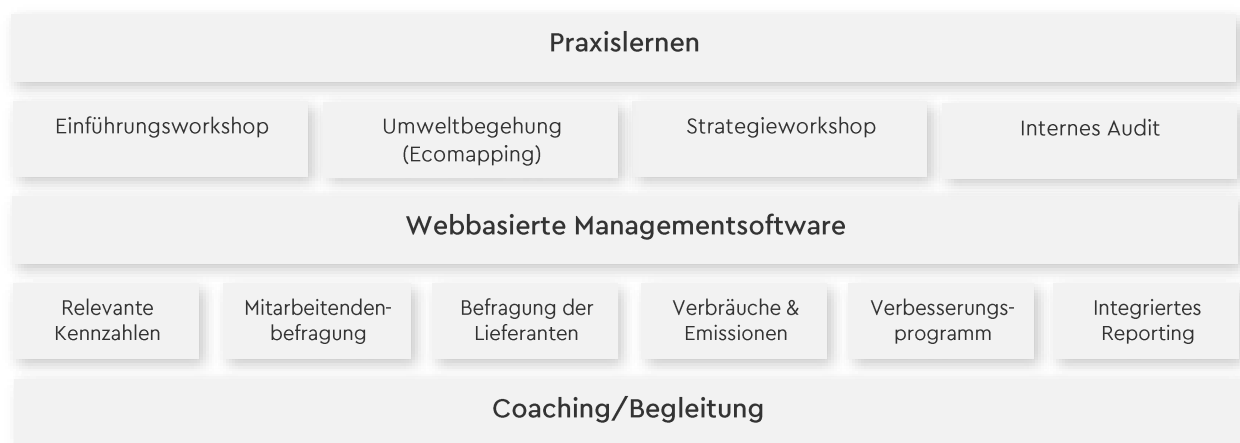 Praxislernen
Einführungsworkshop
Umweltbegehung
(Ecomapping)
Strategieworkshop
Internes Audit
Webbasierte Managementsoftware
Relevante
Kennzahlen
Mitarbeitenden-
befragung
Befragung der
Lieferanten
Verbräuche &
Emissionen
Verbesserungs-
programm
Integriertes
Reporting
Coaching/Begleitung